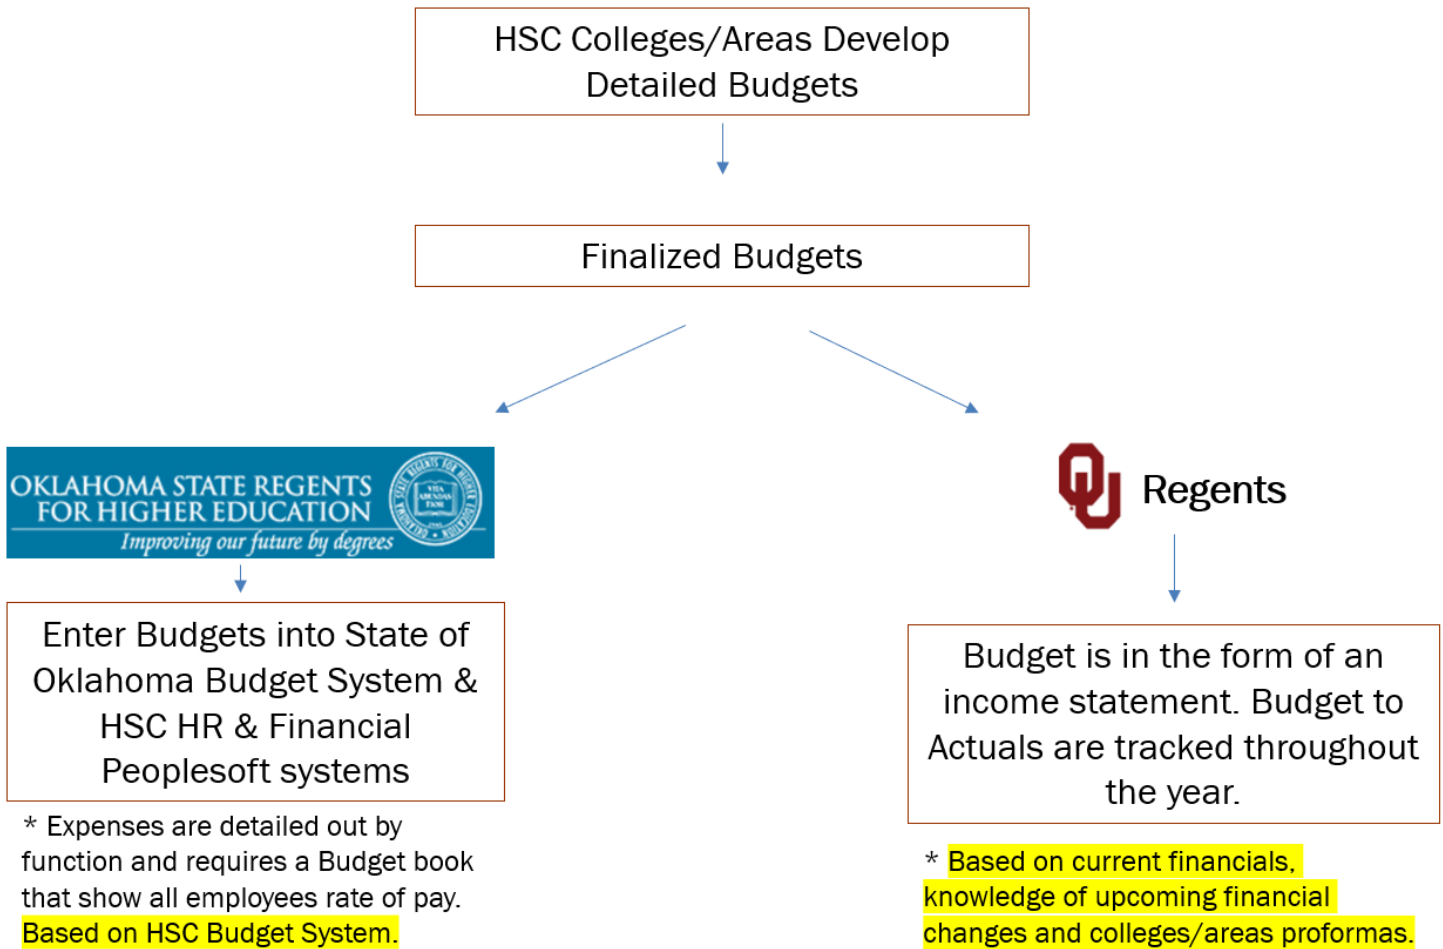 HSC Colleges/Areas Develop
Detailed Budgets
Finalized Budgets
OKLAHOMA STATE REGENTS
FOR HIGHER EDUCATION
Improving our future by degrees
OU Regents
Enter Budgets into State of
Oklahoma Budget System &
HSC HR & Financial
Peoplesoft systems
* Expenses are detailed out by
function and requires a Budget book
that show all employees rate of pay.
Based on HSC Budget System.
Budget is in the form of an
income statement. Budget to
Actuals are tracked throughout
the year.
* Based on current financials,
knowledge of upcoming financial
changes and colleges/areas proformas.